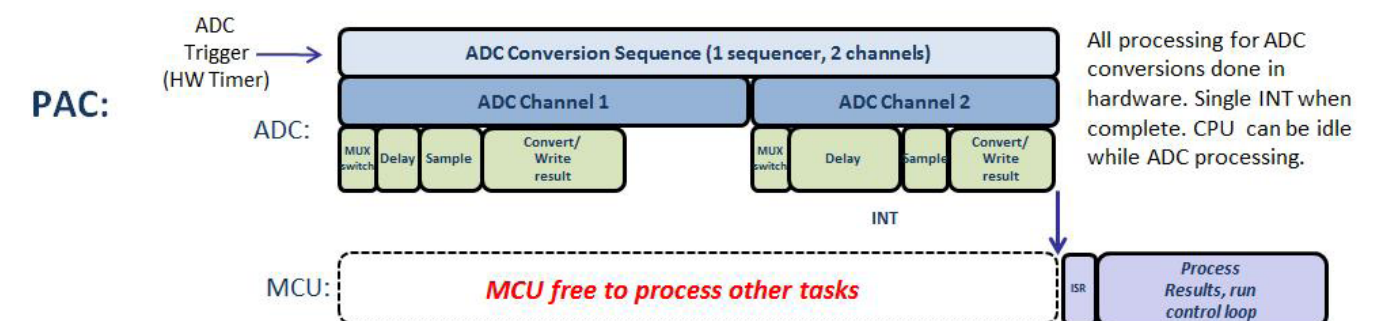 ADC
Trigger
(HW Timer)
PAC:
ADC Conversion Sequence (1 sequencer, 2 channels)
ADC Channel 1
ADC Channel 2
ADC:
MUX
switch
Delay
Sample
Convert/
Write
result
MUX
switch
Delay
Sample
Convert/
Write
result
All processing for ADC
conversions done in
hardware. Single INT when
complete. CPU can be idle
while ADC processing.
INT
MCU:
MCU free to process other tasks
ISR
Process
Results, run
control loop